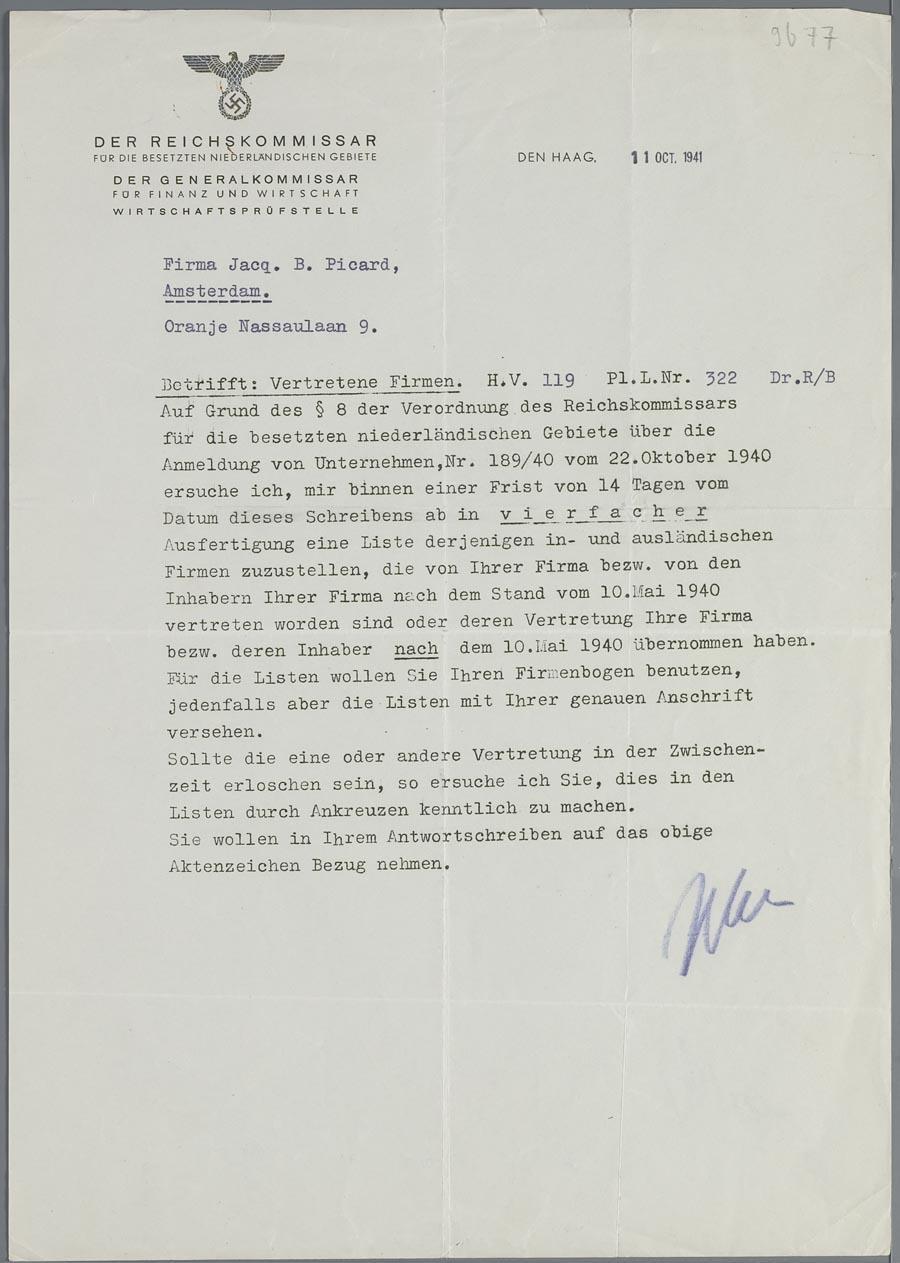 9677
DER REICHSKOMMISSAR
FÜR DIE BESETZTEN NIEDERLÄNDISCHEN GEBIETE
DER GENERALKOMMISSAR
FÜR FINANZ UND WIRTSCHAFT
WIRTSCHAFTSPRÜFSTELLE
DEN HAAG, 11 OCT. 1941
Firma Jacq. B. Picard,
Amsterdam.
Oranje Nassaulaan 9.
Betrifft: Vertretene Firmen. H.V. 119 Pl.L.Nr. 322 Dr.R/B
Auf Grund des § 8 der Verordnung des Reichskommissars
für die besetzten niederländischen Gebiete über die
Anmeldung von Unternehmen,Nr. 189/40 vom 22.Oktober 1940
ersuche ich, mir binnen einer Frist von 14 Tagen vom
Datum dieses Schreibens ab in v i e r f a c h e r
Ausfertigung eine Liste derjenigen in- und ausländischen
Firmen zuzustellen, die von Ihrer Firma bezw. von den
Inhabern Ihrer Firma nach dem Stand vom 10.Mai 1940
vertreten worden sind oder deren Vertretung Ihre Firma
bezw. deren Inhaber nach dem 10.Mai 1940 übernommen haben.
Für die Listen wollen Sie Ihren Firmenbogen benutzen,
jedenfalls aber die Listen mit Ihrer genauen Anschrift
versehen.
Sollte die eine oder andere Vertretung in der Zwischen-
zeit erloschen sein, so ersuche ich Sie, dies in den
Listen durch Ankreuzen kenntlich zu machen.
Sie wollen in Ihrem Antwortschreiben auf das obige
Aktenzeichen Bezug nehmen.